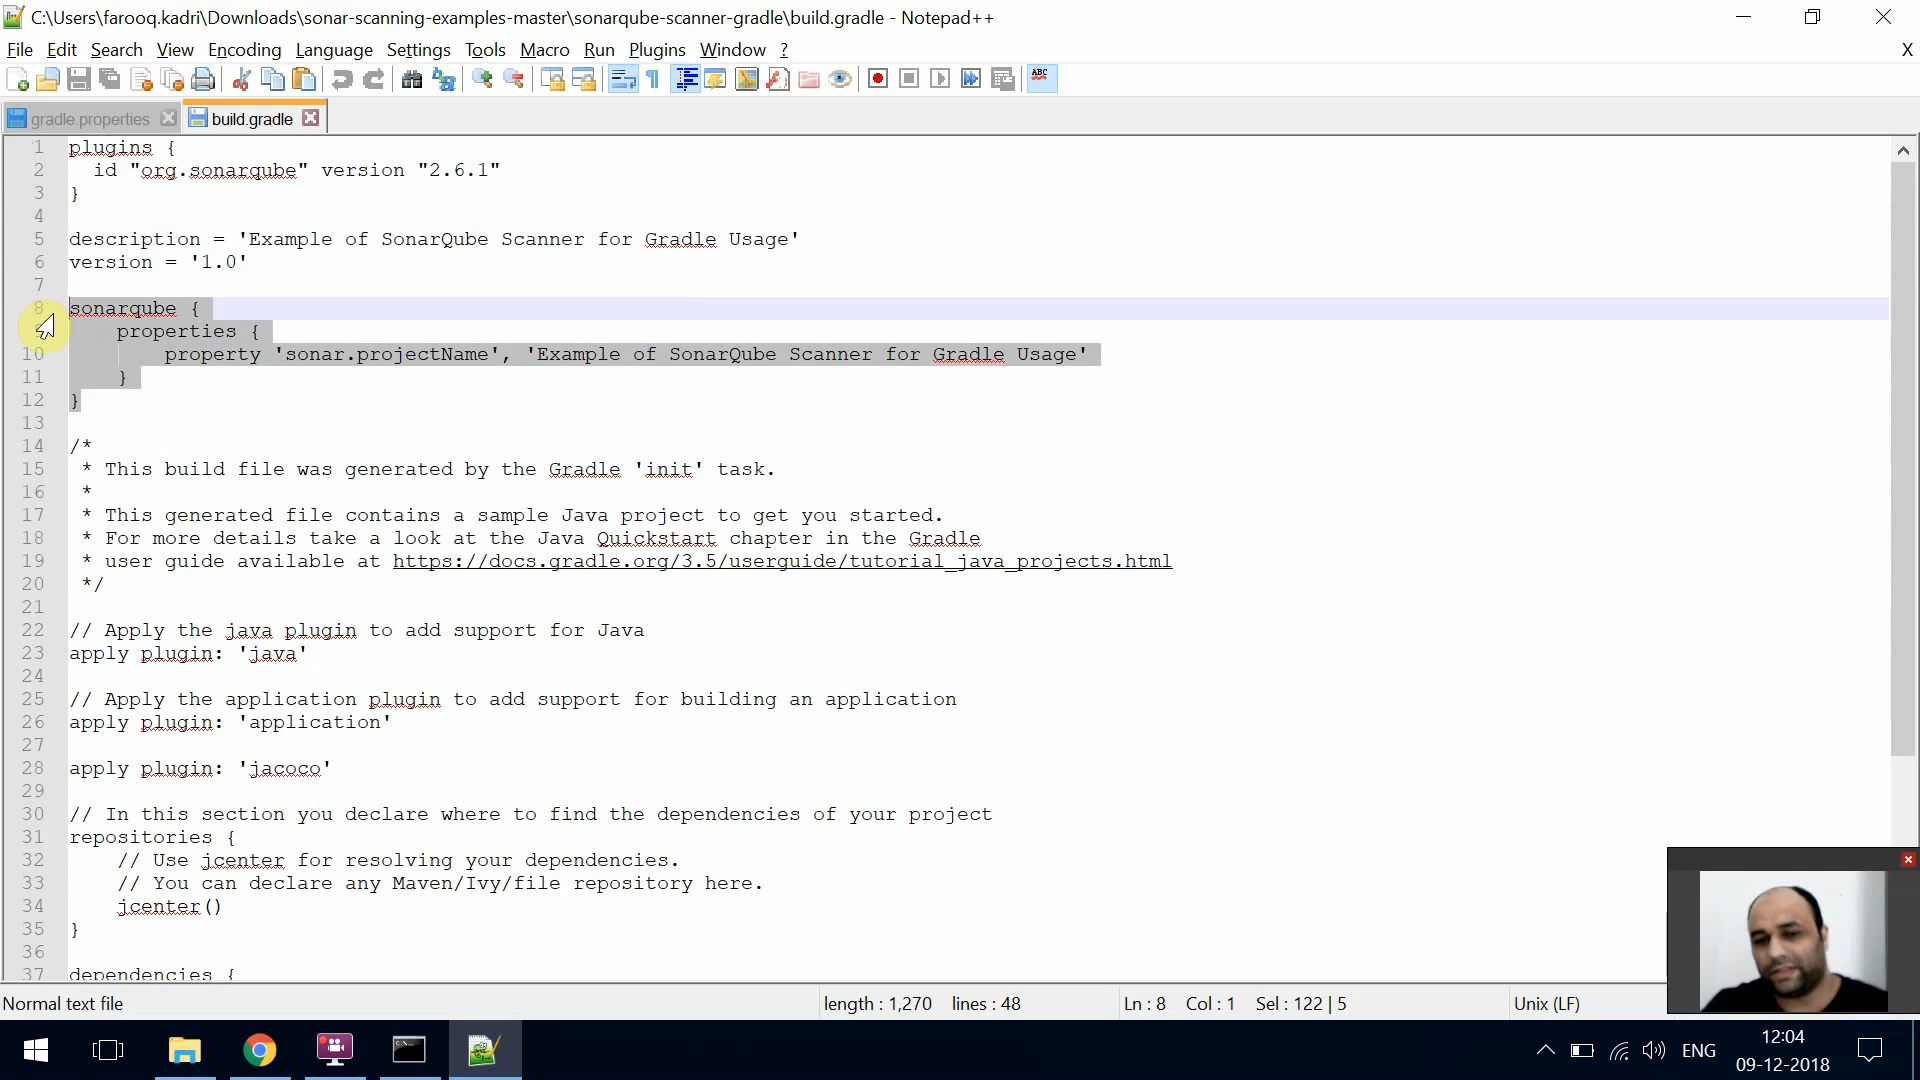 C:\Users\farooq.kadri\Downloads\sonar-scanning-examples-master\sonarqube-scanner-gradle\build.gradle - Notepad++
File Edit Search View Encoding Language Settings Tools Macro Run Plugins Window ? X
ABC
gradle.properties build.gradle
1 plugins {
2 id "org.sonarqube" version "2.6.1"
3 }
4
5 description = 'Example of SonarQube Scanner for Gradle Usage'
6 version = '1.0'
7
8 sonarqube {
properties {
10 property 'sonar.projectName', 'Example of SonarQube Scanner for Gradle Usage'
11 }
12 }
13
14 /*
15 * This build file was generated by the Gradle 'init' task.
16 *
17 * This generated file contains a sample Java project to get you started.
18 * For more details take a look at the Java Quickstart chapter in the Gradle
19 * user guide available at https://docs.gradle.org/3.5/userguide/tutorial_java_projects.html
20 */
21
22 // Apply the java plugin to add support for Java
23 apply plugin: 'java'
24
25 // Apply the application plugin to add support for building an application
26 apply plugin: 'application'
27
28 apply plugin: 'jacoco'
29
30 // In this section you declare where to find the dependencies of your project
31 repositories {
32 // Use jcenter for resolving your dependencies.
33 // You can declare any Maven/Ivy/file repository here.
34 jcenter()
35 }
36
37 dependencies {
Normal text file length : 1,270 lines : 48 Ln : 8 Col : 1 Sel : 122 | 5 Unix (LF)
ENG
12:04
09-12-2018